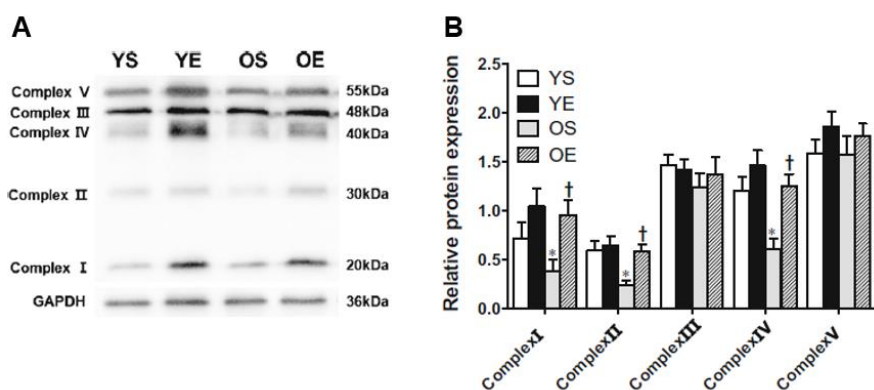 A
YS YE OS OE
Complex Ⅴ 55kDa
Complex Ⅲ 48kDa
Complex Ⅳ 40kDa
Complex Ⅱ 30kDa
Complex Ⅰ 20kDa
GAPDH 36kDa
B
Relative protein expression
2.5
2.0
1.5
1.0
0.5
0.0
YS
YE
OS
OE
* † * † * †
ComplexⅠ
ComplexⅡ
ComplexⅢ
ComplexⅣ
ComplexⅤ